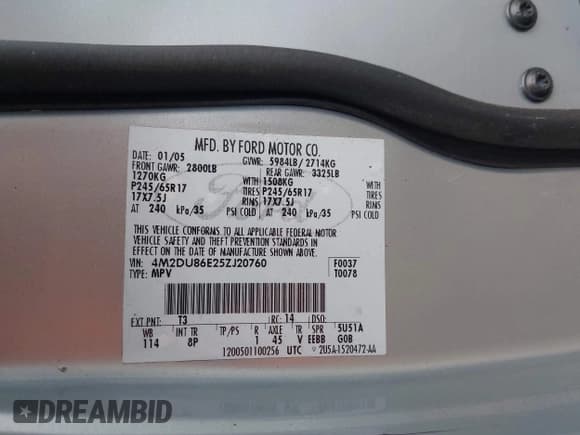 MFD. BY FORD MOTOR CO.
DATE: 01/05 GVWR: 5984LB/ 2714KG
FRONT GAWR: 2800LB REAR GAWR: 3325LB
1270KG WITH 1508KG WITH
P245/65R17 TIRES P245/65R17 TIRES
17X7.5J RIMS 17X7.5J RIMS
AT 240 kPa/35 PSI COLD AT 240 kPa/35 PSI COLD
THIS VEHICLE CONFORMS TO ALL APPLICABLE FEDERAL MOTOR
VEHICLE SAFETY AND THEFT PREVENTION STANDARDS IN
EFFECT ON THE DATE OF MANUFACTURE SHOWN ABOVE.
VIN: 4M2DU86E25ZJ20760 F0037
TYPE: MPV T0078
EXT PNT: T3 RC: 14 DSO:
WB INT TR TP/PS R AXLE TR SPR 5U51A
114 8P 1 45 V EEBB G0B
1200501100256 UTC 2U5A-1520472-AA
Ford
DREAMBID